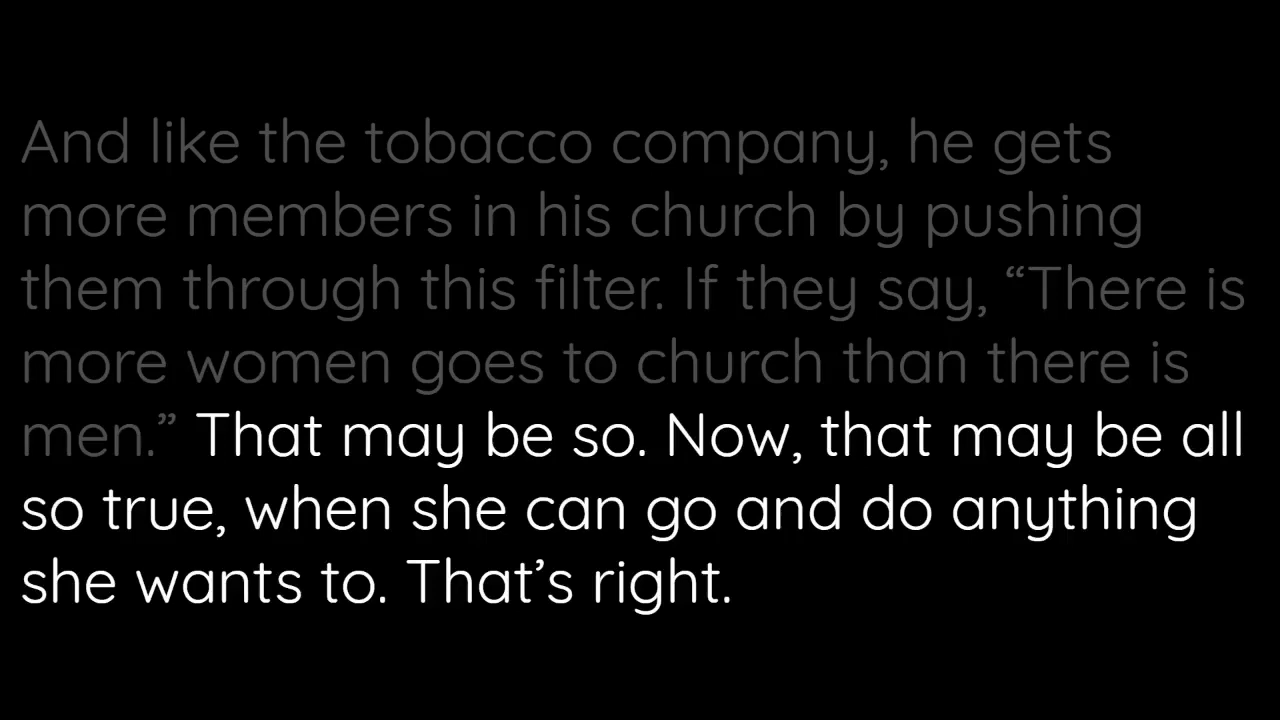 And like the tobacco company, he gets
more members in his church by pushing
them through this filter. If they say, “There is
more women goes to church than there is
men.” That may be so. Now, that may be all
so true, when she can go and do anything
she wants to. That’s right.